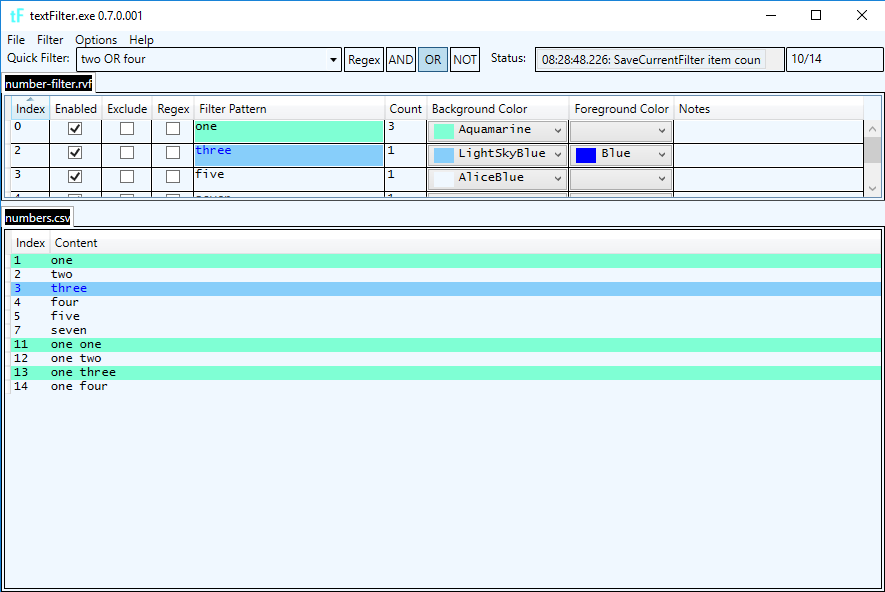 tF textFilter.exe 0.7.0.001
File Filter Options Help
Quick Filter: two OR four Regex AND OR NOT Status: 08:28:48.226: SaveCurrentFilter item coun 10/14
number-filter.rvf
Index Enabled Exclude Regex Filter Pattern Count Background Color Foreground Color Notes
0 one 3 Aquamarine
2 three 1 LightSkyBlue Blue
3 five 1 AliceBlue
numbers.csv
Index Content
1 one
2 two
3 three
4 four
5 five
7 seven
11 one one
12 one two
13 one three
14 one four